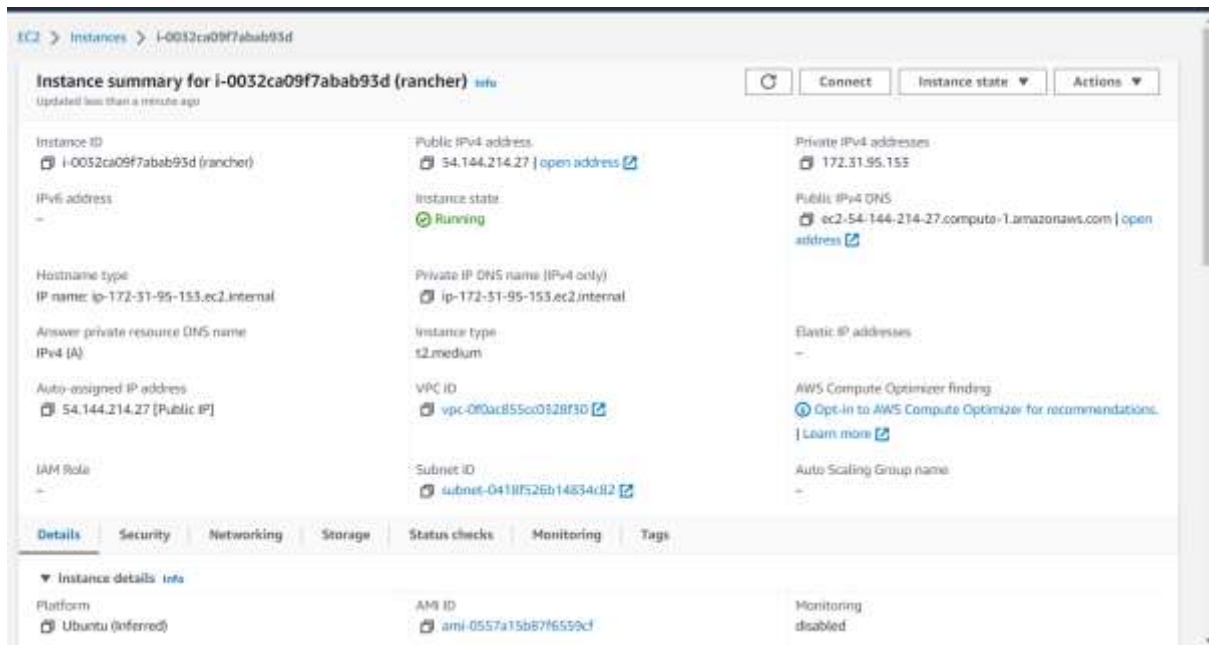 EC2 > Instances > i-0032ca09f7abab93d
Instance summary for i-0032ca09f7abab93d (rancher) Info
Updated less than a minute ago
Connect
Instance state ▼
Actions ▼
Instance ID
i-0032ca09f7abab93d (rancher)
Public IPv4 address
54.144.214.27 | open address
Private IPv4 addresses
172.31.95.153
IPv6 address
–
Instance state
Running
Public IPv4 DNS
ec2-54-144-214-27.compute-1.amazonaws.com | open
address
Hostname type
IP name: ip-172-31-95-153.ec2.internal
Private IP DNS name (IPv4 only)
ip-172-31-95-153.ec2.internal
Answer private resource DNS name
IPv4 (A)
Instance type
t2.medium
Elastic IP addresses
–
Auto-assigned IP address
54.144.214.27 [Public IP]
VPC ID
vpc-0f0ac855cc0328f30
AWS Compute Optimizer finding
Opt-in to AWS Compute Optimizer for recommendations.
| Learn more
IAM Role
–
Subnet ID
subnet-0418f526b14834c82
Auto Scaling Group name
–
Details
Security
Networking
Storage
Status checks
Monitoring
Tags
▼ Instance details Info
Platform
Ubuntu (Inferred)
AMI ID
ami-0557a15b87f6559cf
Monitoring
disabled